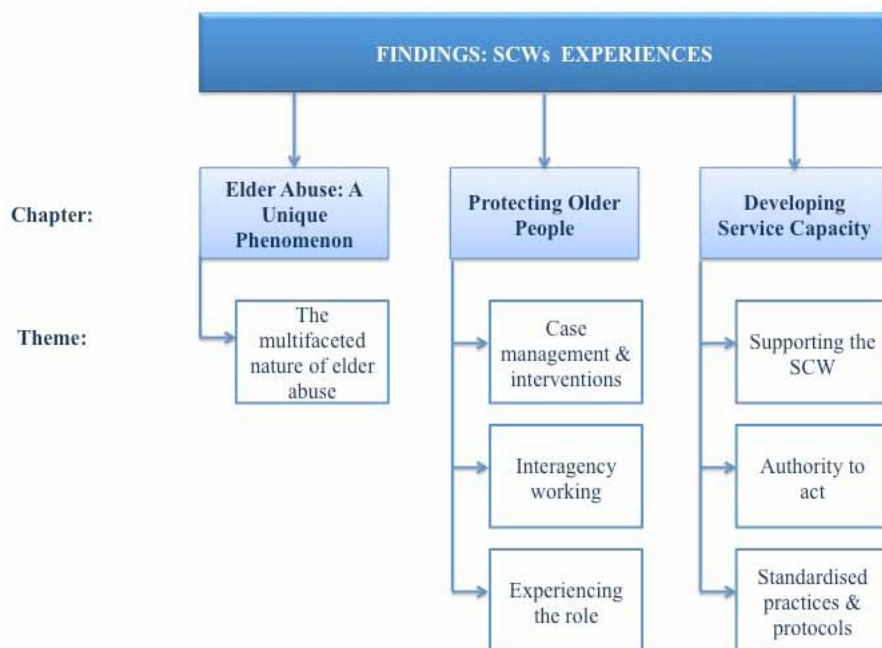 FINDINGS: SCWs EXPERIENCES
Chapter:
Elder Abuse: A
Unique
Phenomenon
Protecting Older
People
Developing
Service Capacity
Theme:
The
multifaceted
nature of elder
abuse
Case
management &
interventions
Supporting the
SCW
Interagency
working
Authority to
act
Experiencing
the role
Standardised
practices &
protocols